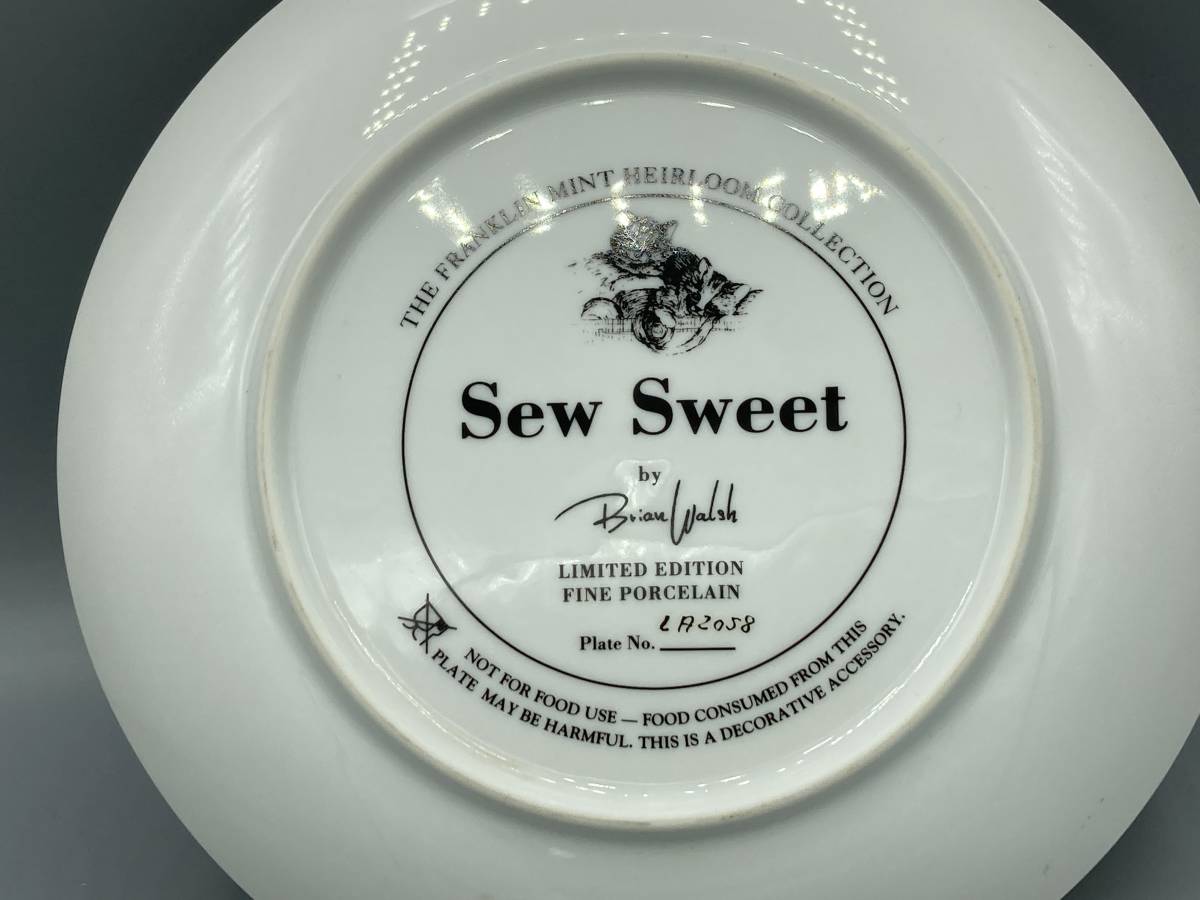 THE FRANKLIN MINT HEIRLOOM COLLECTION
Sew Sweet
by
Brian Walsh
LIMITED EDITION
FINE PORCELAIN
Plate No. LA2058
NOT FOR FOOD USE — FOOD CONSUMED FROM THIS
PLATE MAY BE HARMFUL. THIS IS A DECORATIVE ACCESSORY.